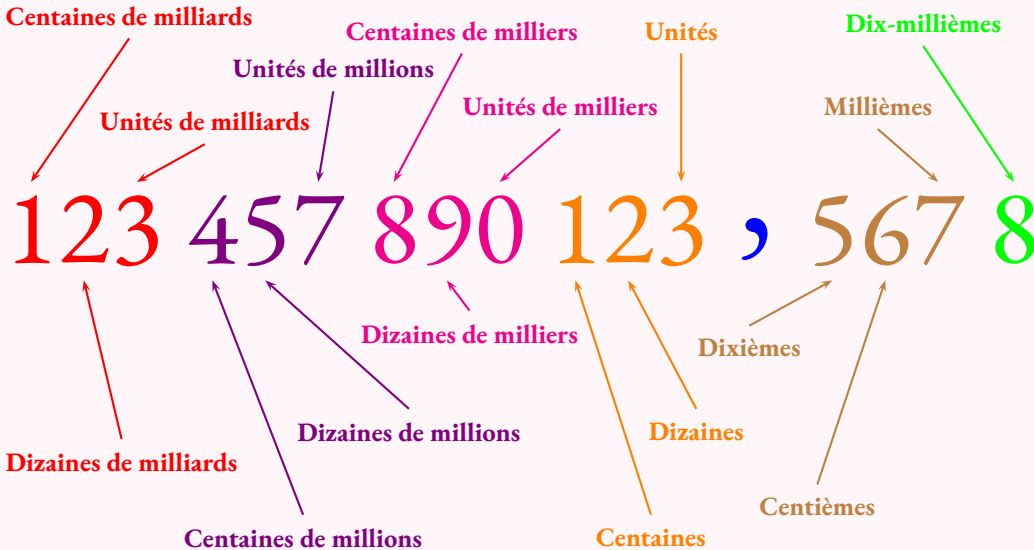 Centaines de milliards
Centaines de milliers
Unités
Dix-millièmes
Unités de millions
Unités de milliards
Unités de milliers
Millièmes
123 457 890 123 , 567 8
Dizaines de milliers
Dixièmes
Dizaines de millions
Dizaines
Dizaines de milliards
Centièmes
Centaines de millions
Centaines